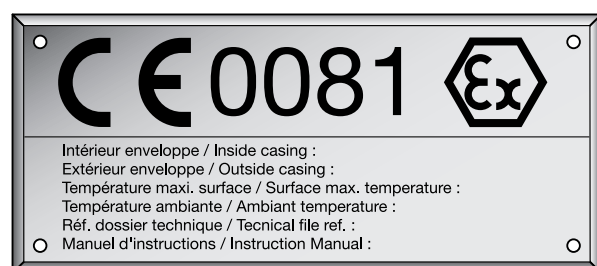 CE 0081 Ex
Intérieur enveloppe / Inside casing :
Extérieur enveloppe / Outside casing :
Température maxi. surface / Surface max. temperature :
Température ambiante / Ambiant temperature :
Réf. dossier technique / Tecnical file ref. :
Manuel d'instructions / Instruction Manual :